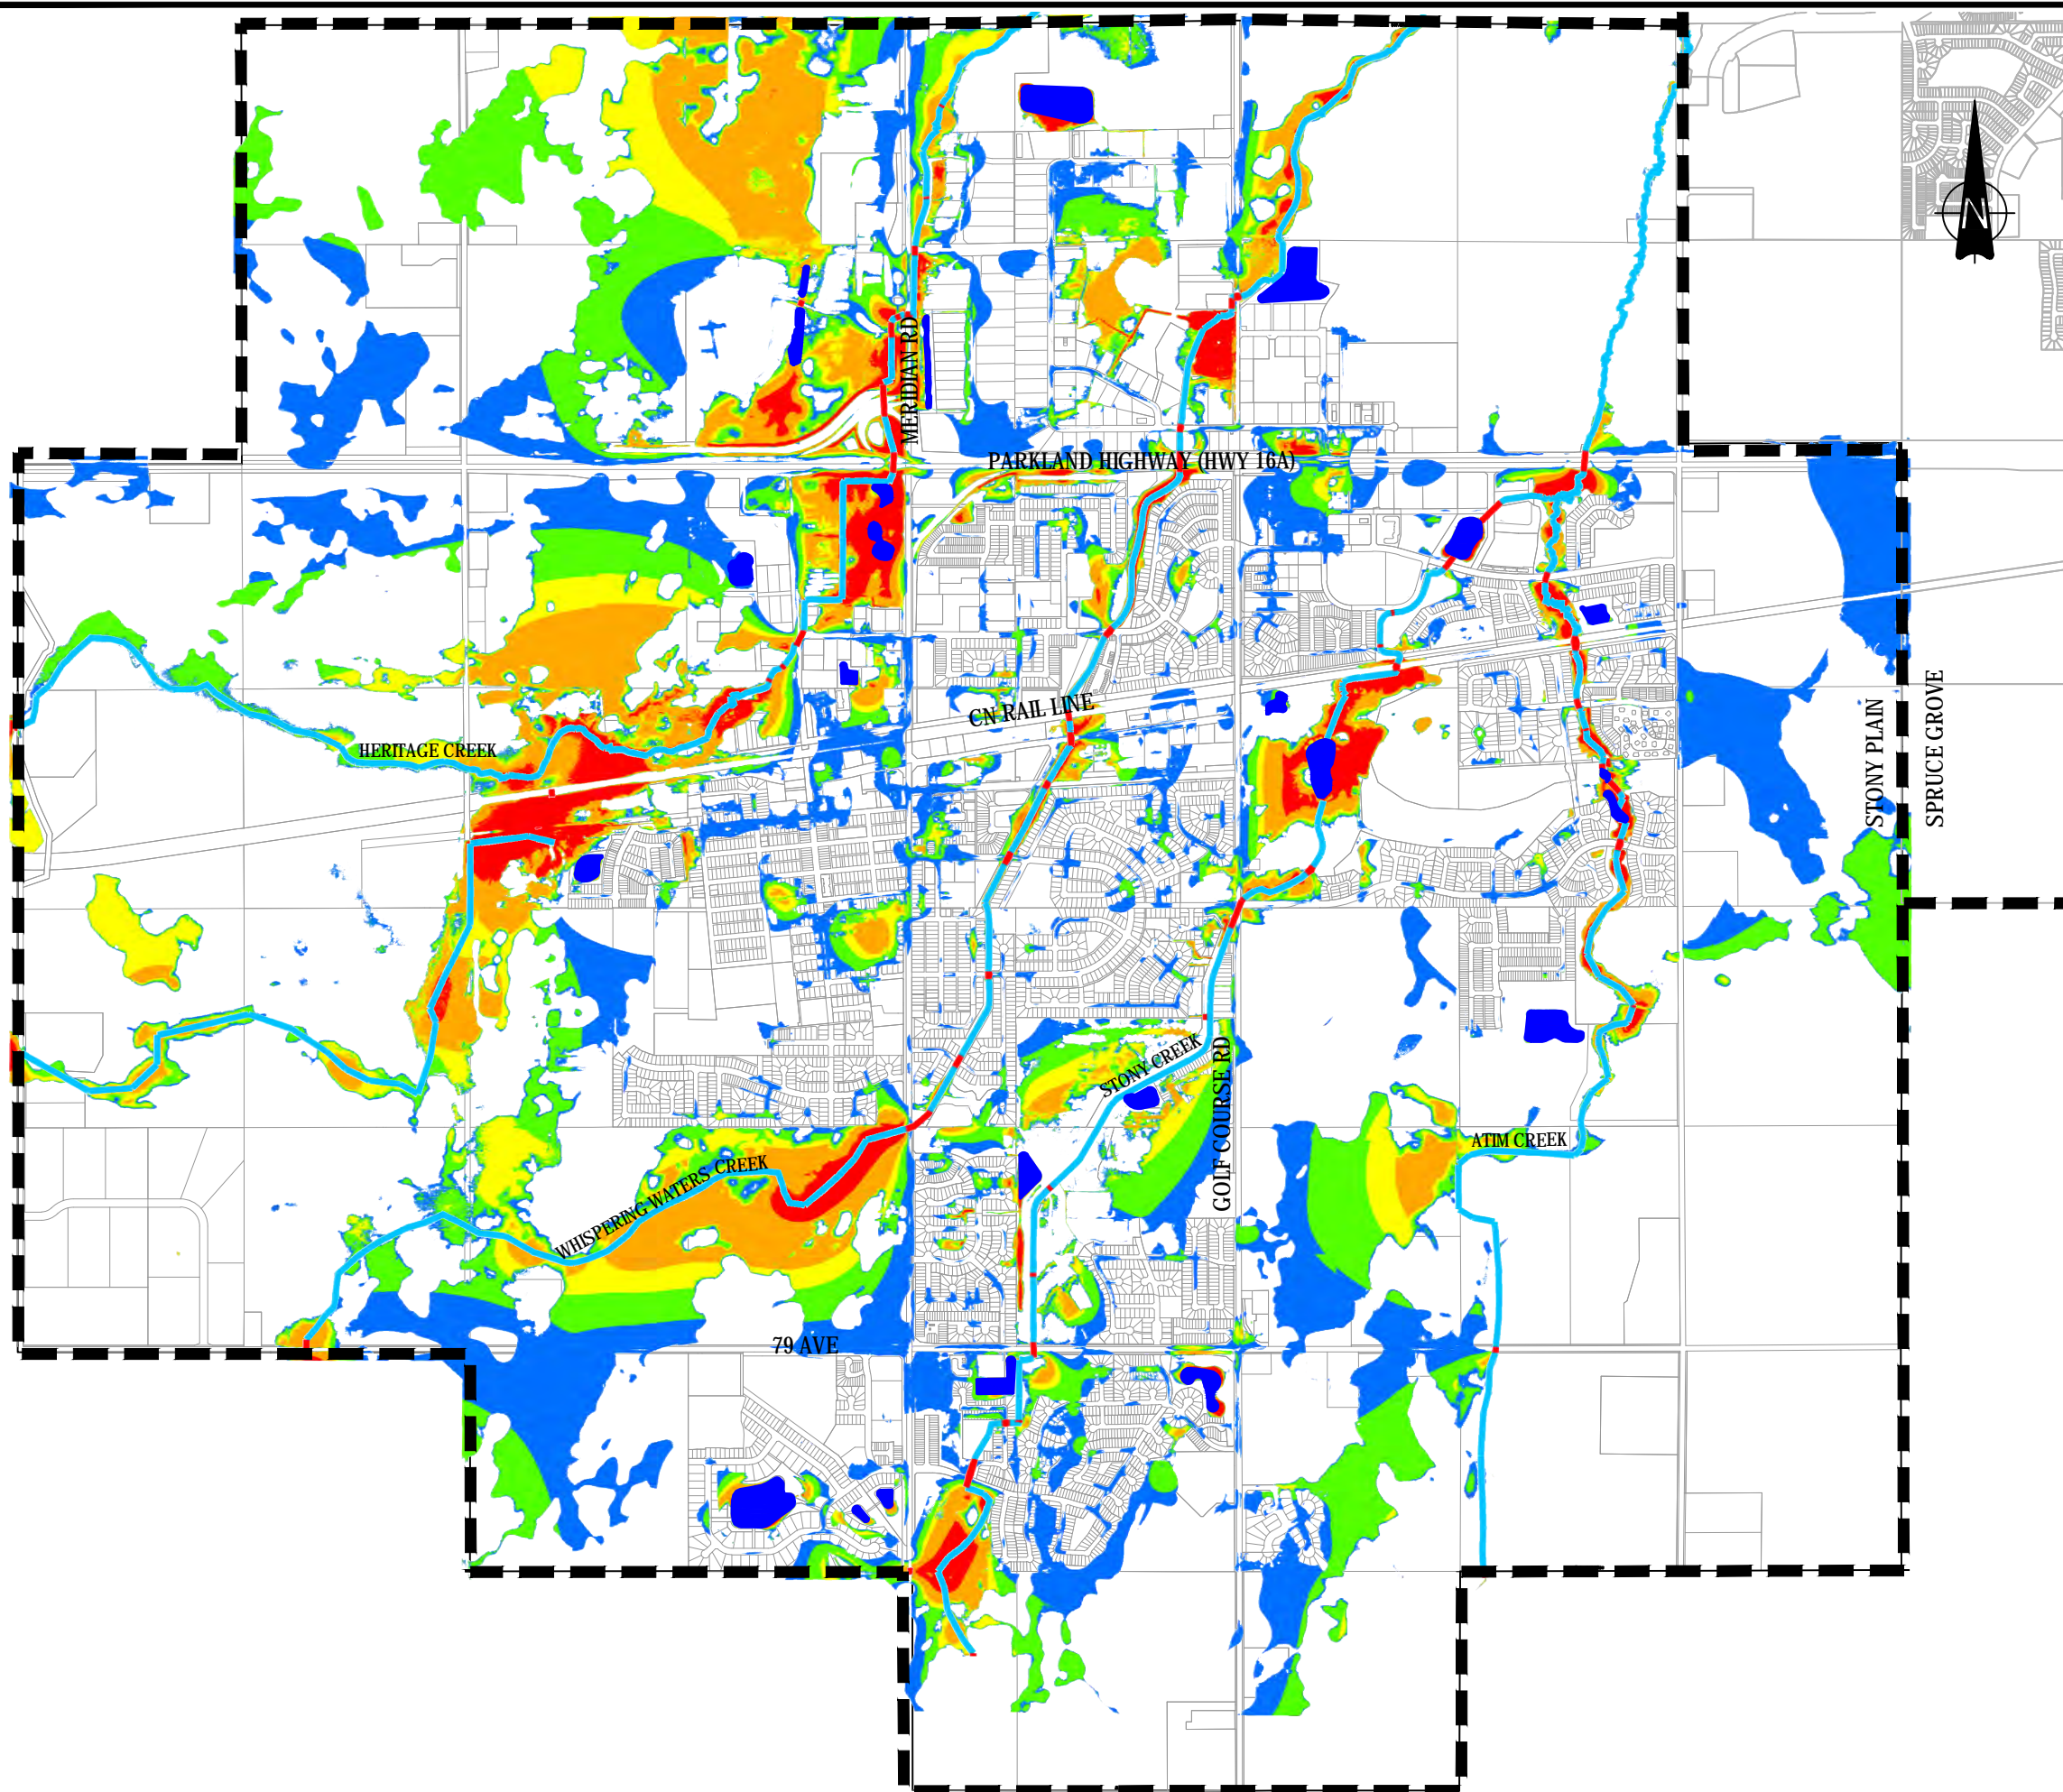 N
MERIDIAN RD
PARKLAND HIGHWAY (HWY 16A)
STONY PLAIN
SPRUCE GROVE
CN RAIL LINE
HERITAGE CREEK
STONY CREEK
GOLF COURSE RD
ATIM CREEK
WHISPERING WATERS CREEK
79 AVE